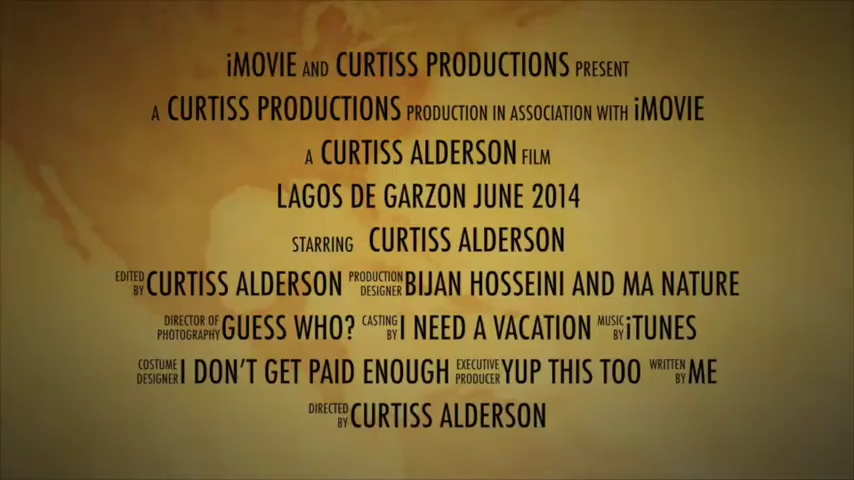 iMOVIE AND CURTISS PRODUCTIONS PRESENT
A CURTISS PRODUCTIONS PRODUCTION IN ASSOCIATION WITH iMOVIE
A CURTISS ALDERSON FILM
LAGOS DE GARZON JUNE 2014
STARRING CURTISS ALDERSON
EDITED BY CURTISS ALDERSON PRODUCTION DESIGNER BIJAN HOSSEINI AND MA NATURE
DIRECTOR OF PHOTOGRAPHY GUESS WHO? CASTING BY I NEED A VACATION MUSIC BY iTUNES
COSTUME DESIGNER I DON'T GET PAID ENOUGH EXECUTIVE PRODUCER YUP THIS TOO WRITTEN BY ME
DIRECTED BY CURTISS ALDERSON